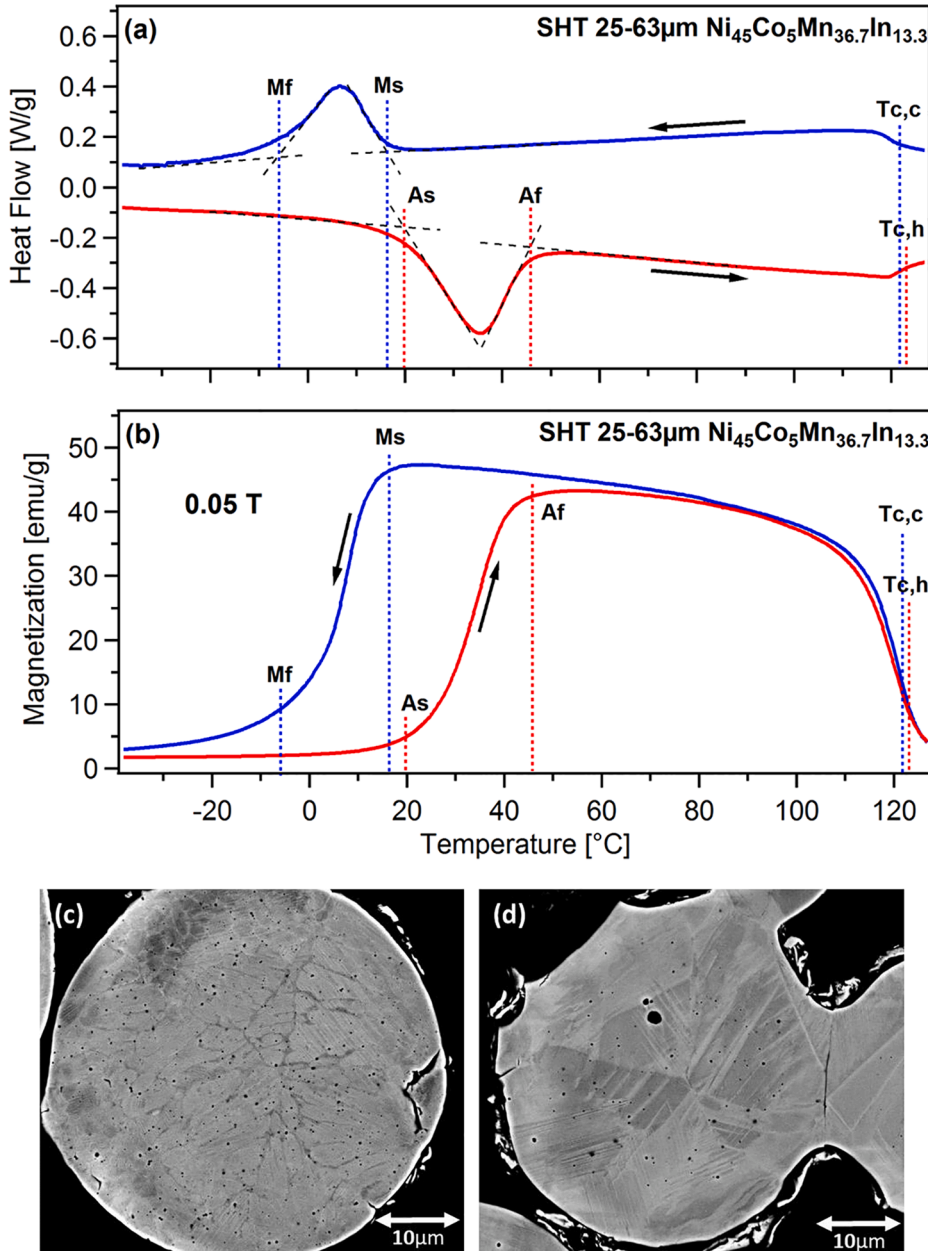 (a)
SHT 25-63µm Ni45Co5Mn36.7In13.3
0.6
0.4
0.2
0.0
-0.2
-0.4
-0.6
Heat Flow [W/g]
Mf
Ms
Tc,c
As
Af
Tc,h
(b)
SHT 25-63µm Ni45Co5Mn36.7In13.3
50
40
30
20
10
0
Magnetization [emu/g]
Ms
0.05 T
Af
Tc,c
Tc,h
Mf
As
-20
0
20
40
60
80
100
120
Temperature [°C]
(c)
10µm
(d)
10µm